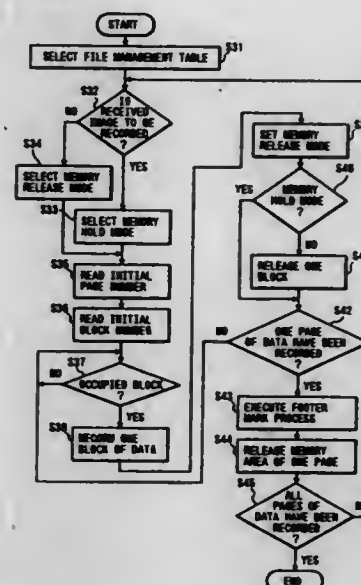 START
S31
SELECT FILE MANAGEMENT TABLE
S32
IS
RECEIVED
IMAGE TO BE
RECORDED
?
NO
YES
S34
SELECT MEMORY
RELEASE MODE
S33
SELECT MEMORY
HOLD MODE
S35
READ INITIAL
PAGE NUMBER
S36
READ INITIAL
BLOCK NUMBER
S37
OCCUPIED BLOCK
?
NO
YES
S38
RECORD ONE
BLOCK OF DATA
SET MEMORY
RELEASE MODE
S40
MEMORY
HOLD MODE
?
YES
NO
RELEASE ONE
BLOCK
S42
ONE PAGE
OF DATA HAVE BEEN
RECORDED
?
NO
YES
S43
EXECUTE FOOTER
MARK PROCESS
S44
RELEASE MEMORY
AREA OF ONE PAGE
S45
ALL
PAGES OF
DATA HAVE BEEN
RECORDED
?
YES
END